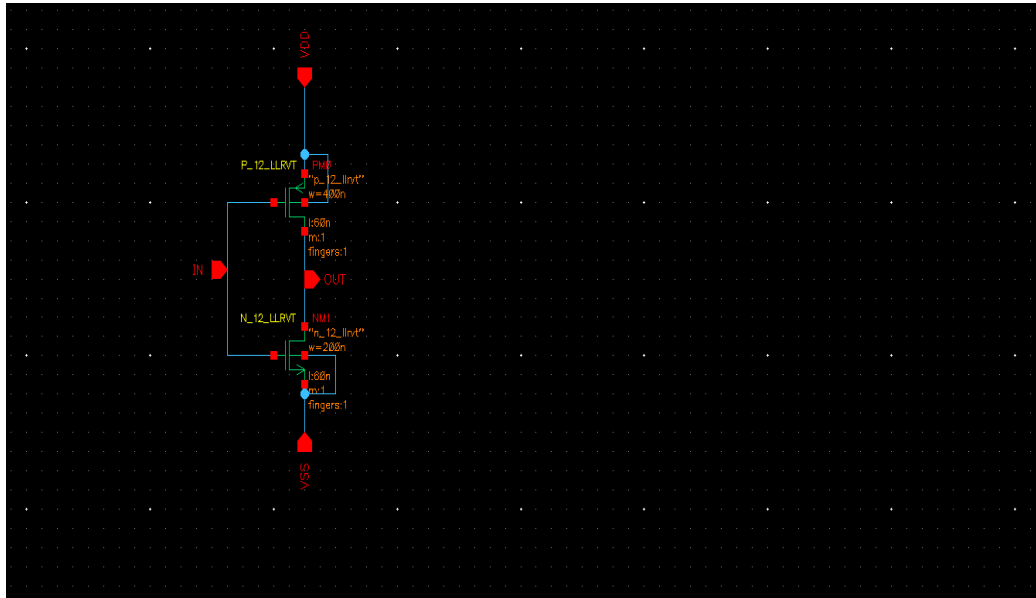 VDD
P_12_LLRVT
PM0
"p_12_llrvt"
w=400n
l:60n
m:1
fingers:1
IN
OUT
N_12_LLRVT
NM1
"n_12_llrvt"
w=200n
l:60n
m:1
fingers:1
VSS